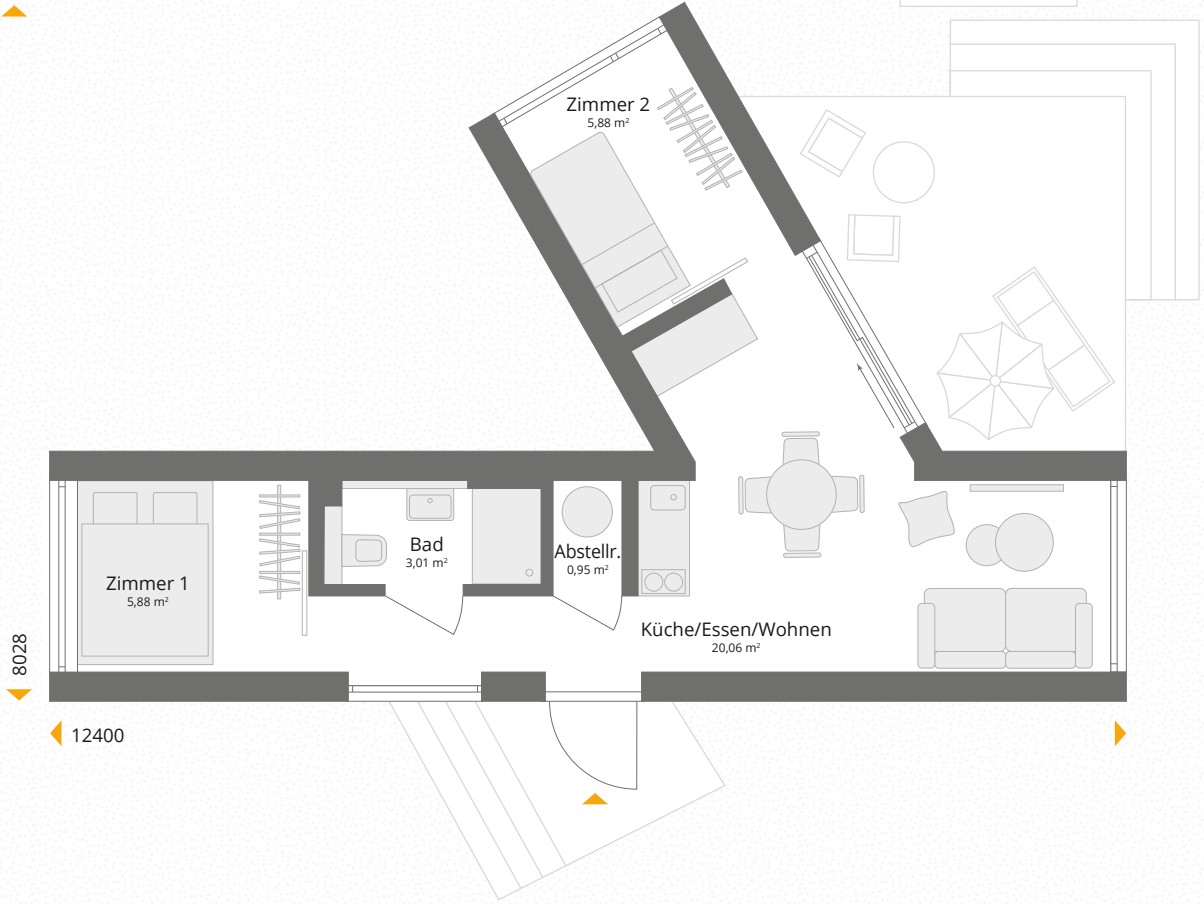 Zimmer 2
5,88 m²
Bad
3,01 m²
Abstellr.
0,95 m²
Zimmer 1
5,88 m²
Küche/Essen/Wohnen
20,06 m²
8028
12400